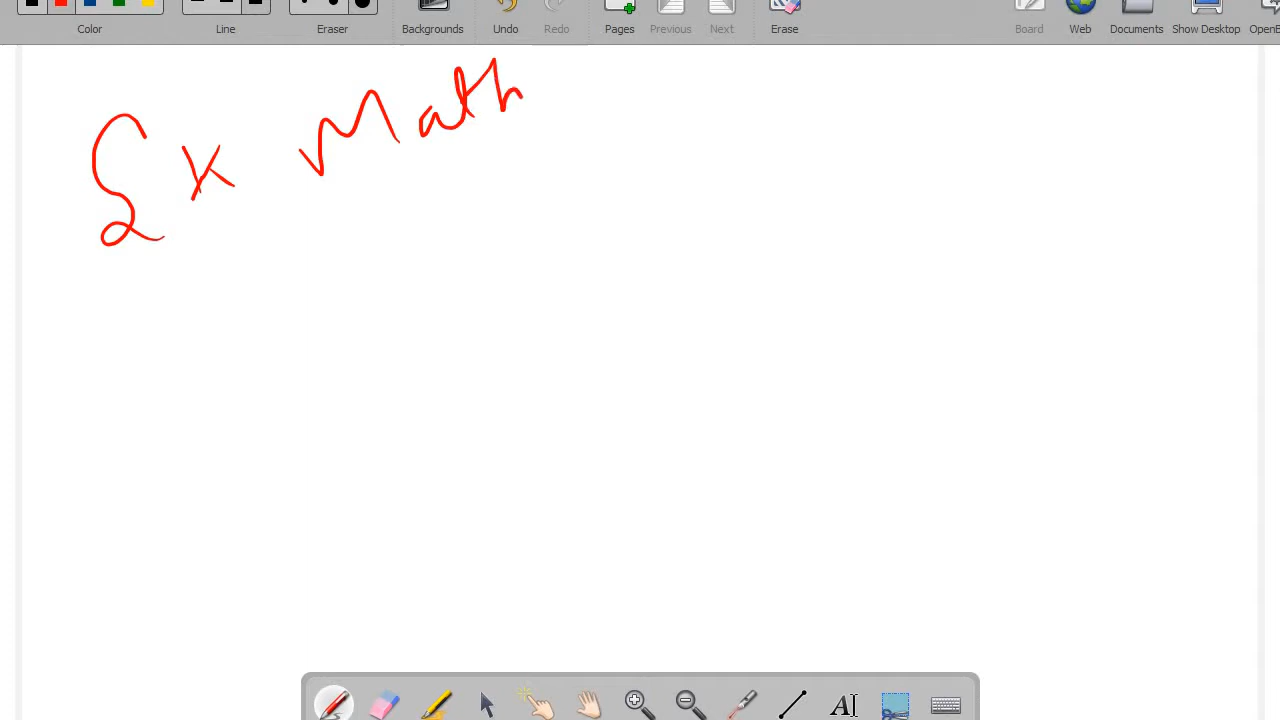 Color Line Eraser Backgrounds Undo Redo Pages Previous Next Erase Board Web Documents Show Desktop
Math